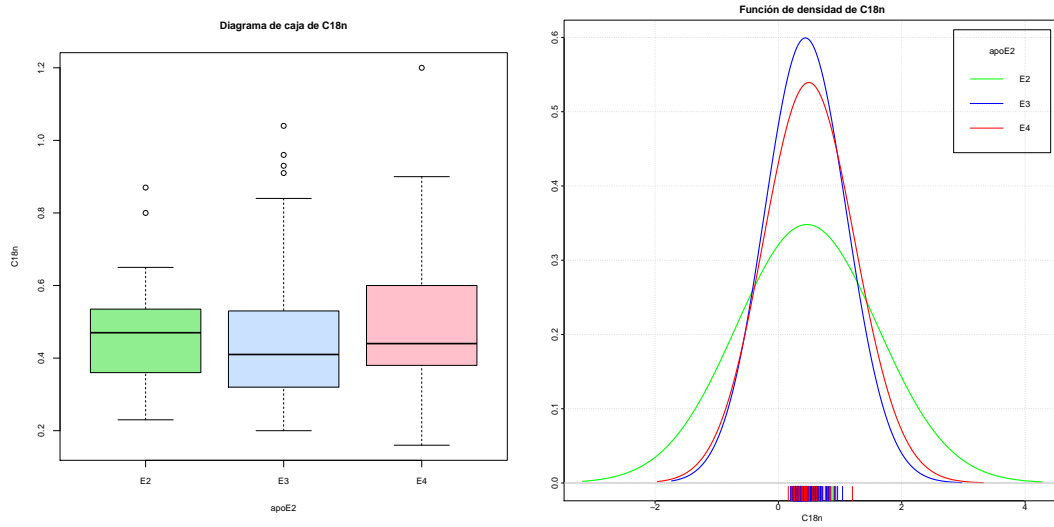 Diagrama de caja de C18n
C18n
0.2
0.4
0.6
0.8
1.0
1.2
E2
E3
E4
apoE2
Función de densidad de C18n
0.0
0.1
0.2
0.3
0.4
0.5
0.6
−2
0
2
4
C18n
apoE2
E2
E3
E4